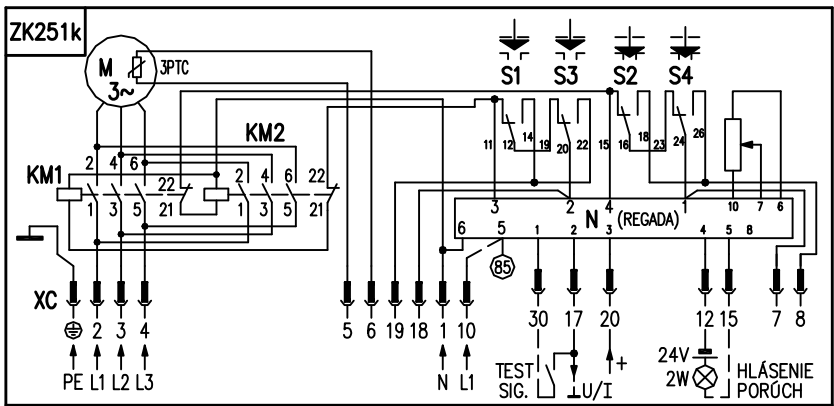 ZK251k
M
3~
3PTC
S1 S3 S2 S4
KM2
KM1
2 4 6 22
2 4 6 22
1 3 5 21
1 3 5 21
11 12 14 19 20 22 15 16 18 23 24 26
10 7 6
3 2 4 1
N (REGADA)
6 5 1 2 3 4 5 8
85
XC
2 3 4 5 6 19 18 1 10 30 17 20 12 15 7 8
PE L1 L2 L3 N L1
TEST
SIG.
U/I
+
24V
2W
HLÁSENIE
PORÚCH